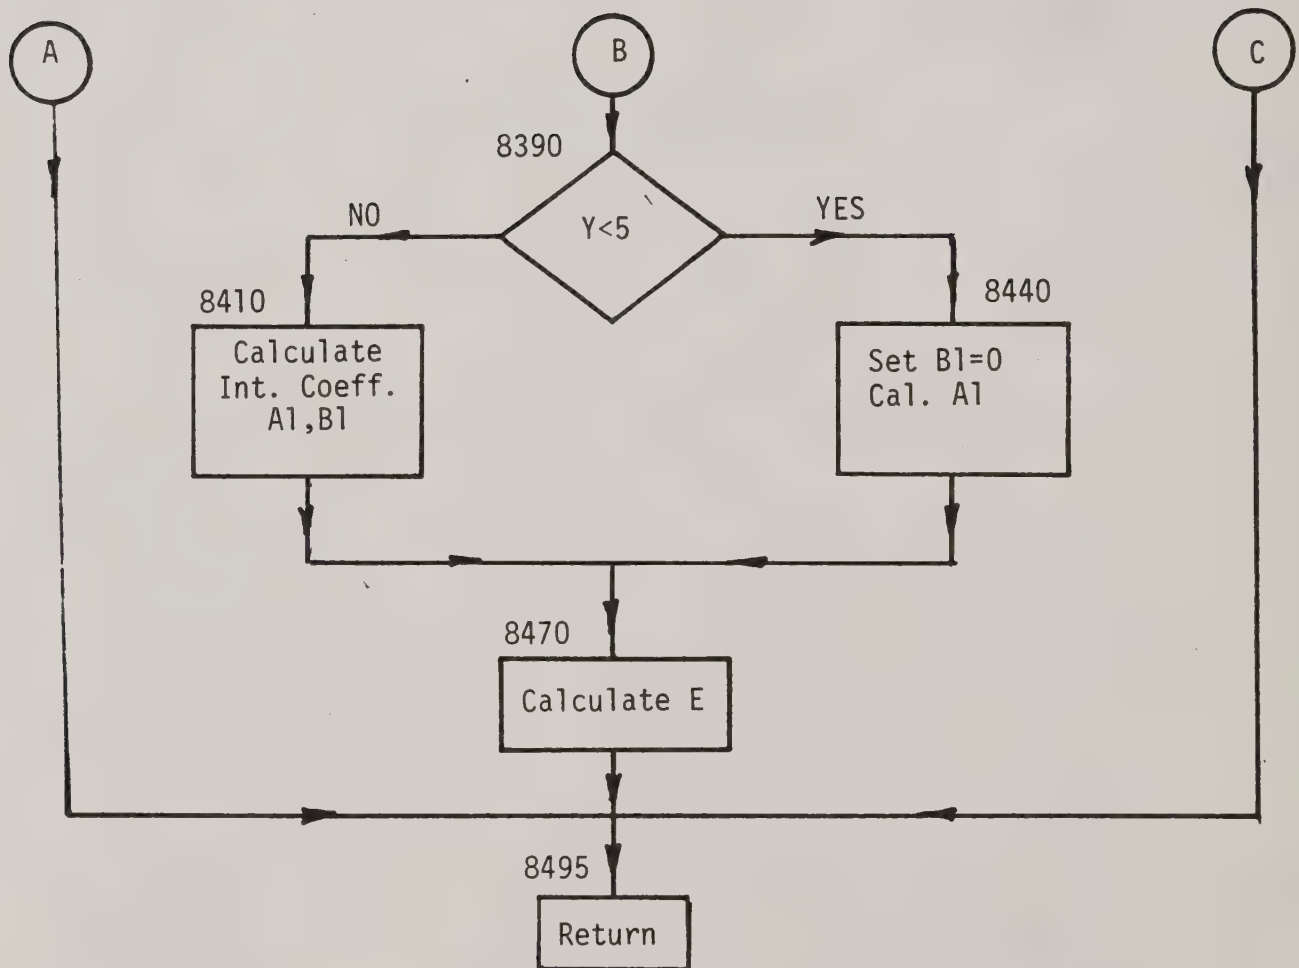 A
B
C
8390
Y<5
NO
YES
8410
8440
Calculate
Int. Coeff.
A1,B1
Set B1=0
Cal. A1
8470
Calculate E
8495
Return